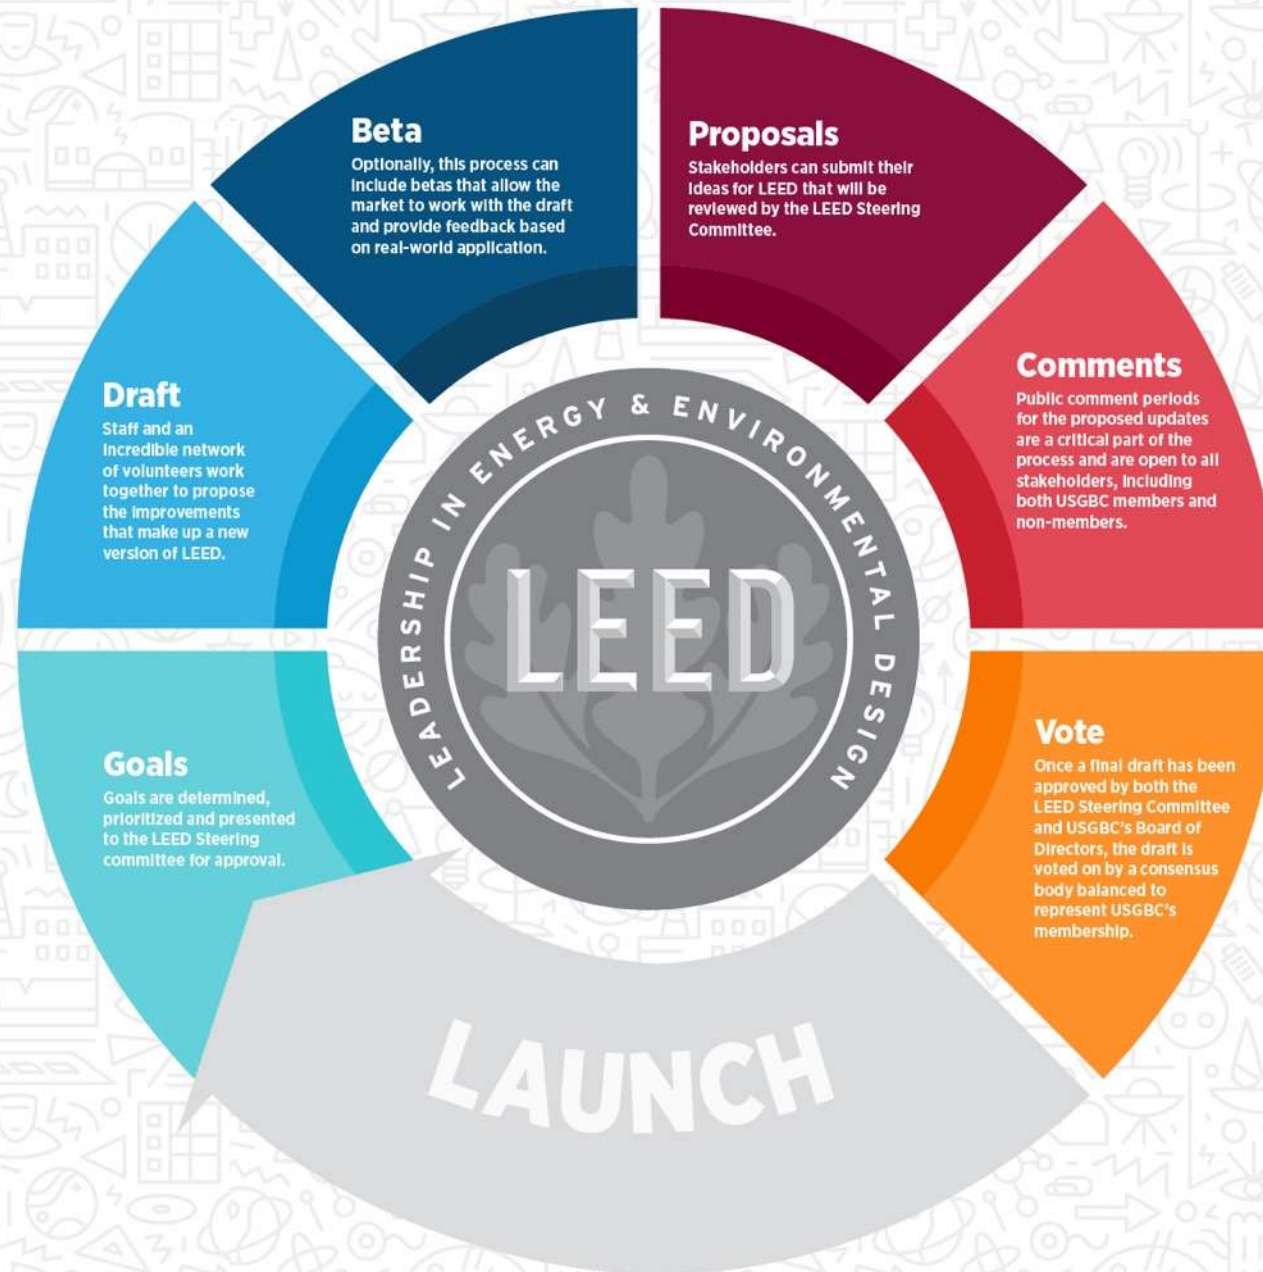 Beta
Optionally, this process can
include betas that allow the
market to work with the draft
and provide feedback based
on real-world application.
Proposals
Stakeholders can submit their
ideas for LEED that will be
reviewed by the LEED Steering
Committee.
Comments
Public comment periods
for the proposed updates
are a critical part of the
process and are open to all
stakeholders, including
both USGBC members and
non-members.
Vote
Once a final draft has been
approved by both the
LEED Steering Committee
and USGBC's Board of
Directors, the draft is
voted on by a consensus
body balanced to
represent USGBC's
membership.
LAUNCH
Goals
Goals are determined,
prioritized and presented
to the LEED Steering
committee for approval.
Draft
Staff and an
incredible network
of volunteers work
together to propose
the improvements
that make up a new
version of LEED.
LEADERSHIP IN ENERGY & ENVIRONMENTAL DESIGN
LEED